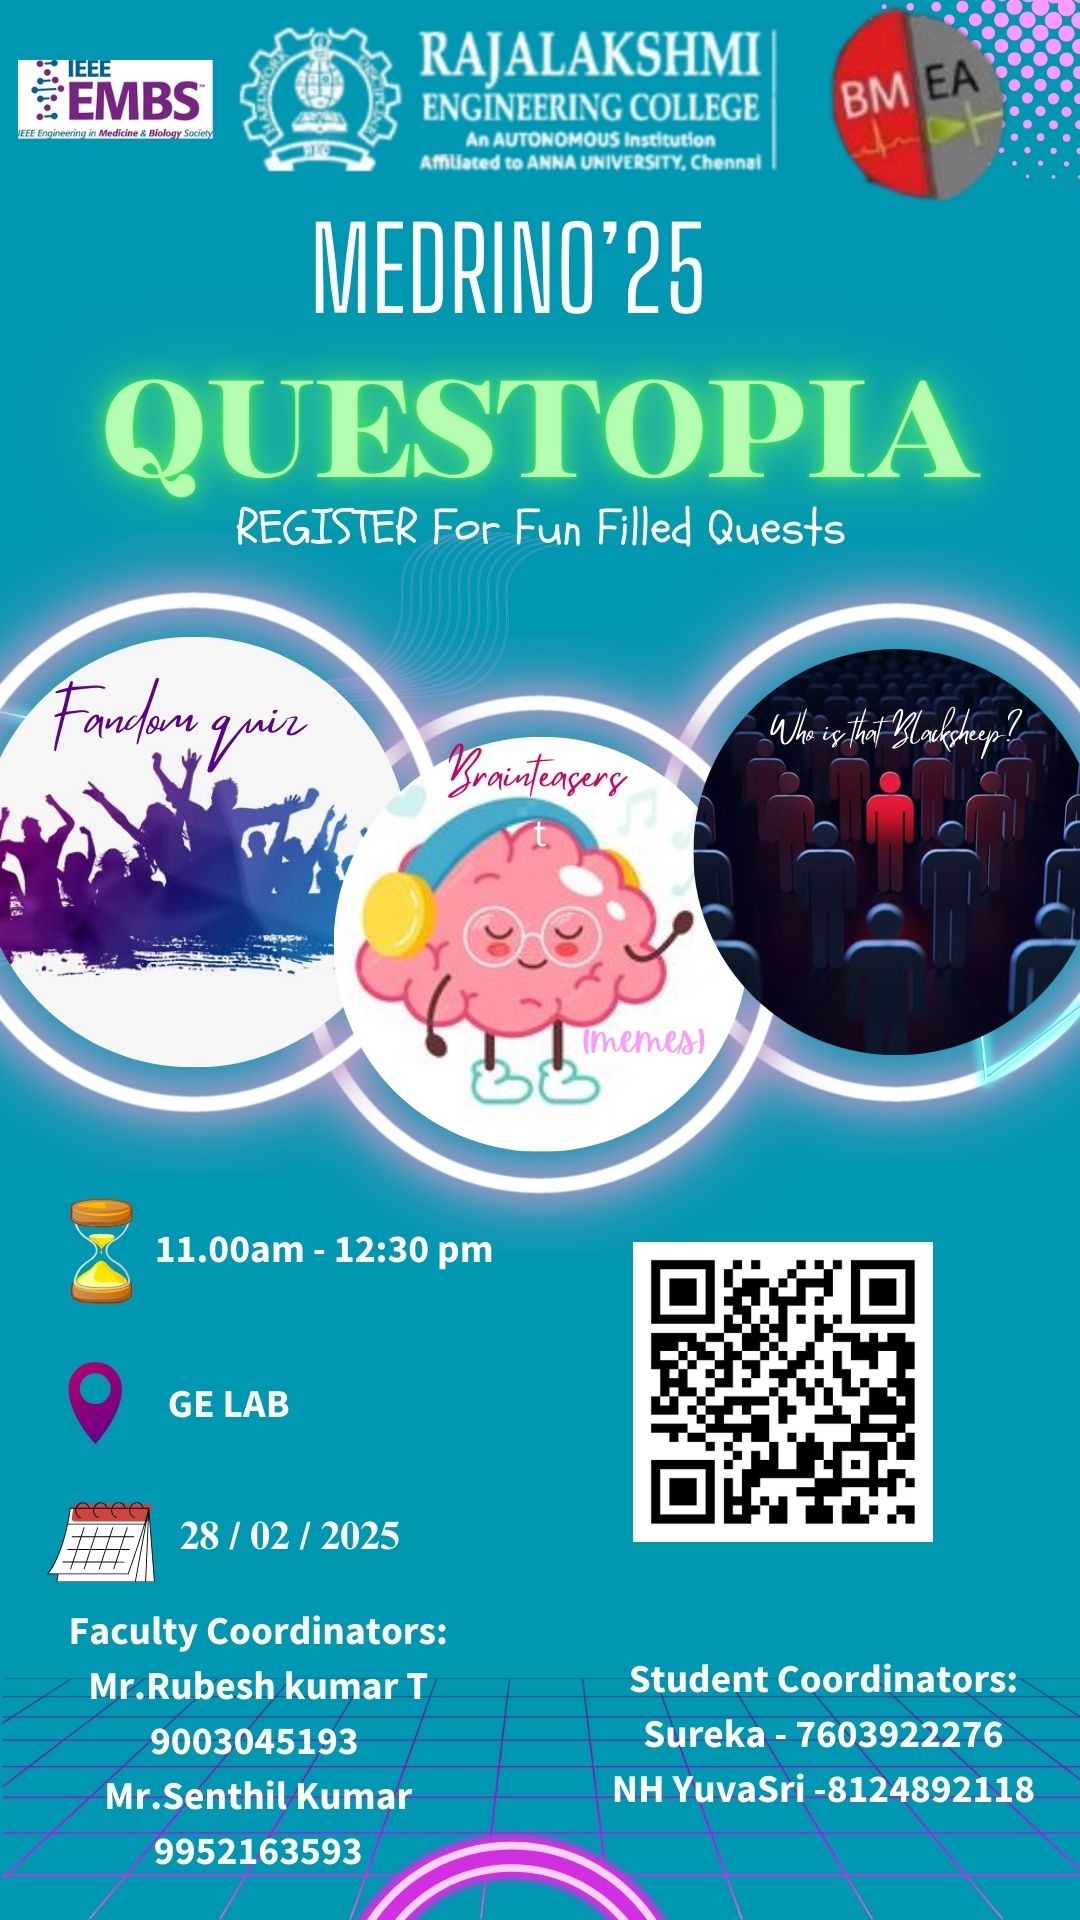 IEEE
EMBS™
IEEE Engineering in Medicine & Biology Society
RAJALAKSHMI
ENGINEERING COLLEGE
An AUTONOMOUS Institution
Affiliated to ANNA UNIVERSITY, Chennai
BM EA
MEDRINO'25
QUESTOPIA
REGISTER For Fun Filled Quests
Fandom quiz
Brainteasers
t
(memes)
Who is that Blacksheep?
11.00am - 12:30 pm
GE LAB
28 / 02 / 2025
Faculty Coordinators:
Mr.Rubesh kumar T
9003045193
Mr.Senthil Kumar
9952163593
Student Coordinators:
Sureka - 7603922276
NH YuvaSri -8124892118